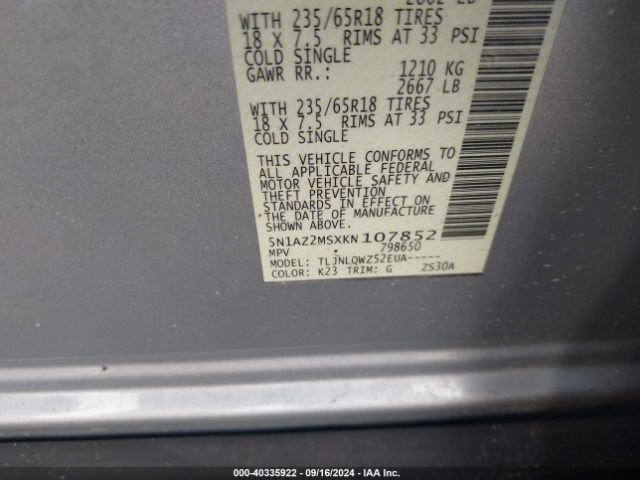 2662 LB
WITH 235/65R18 TIRES
18 X 7.5 RIMS AT 33 PSI
COLD SINGLE
GAWR RR.: 1210 KG
2667 LB
WITH 235/65R18 TIRES
18 X 7.5 RIMS AT 33 PSI
COLD SINGLE
THIS VEHICLE CONFORMS TO
ALL APPLICABLE FEDERAL
MOTOR VEHICLE SAFETY AND
THEFT PREVENTION
STANDARDS IN EFFECT ON
THE DATE OF MANUFACTURE
SHOWN ABOVE.
5N1AZ2MSXKN107852
MPV 798650
MODEL: TLJNLQWZ52EUA-----
COLOR: K23 TRIM: G ZS30A
000-40335922 - 09/16/2024 - IAA Inc.